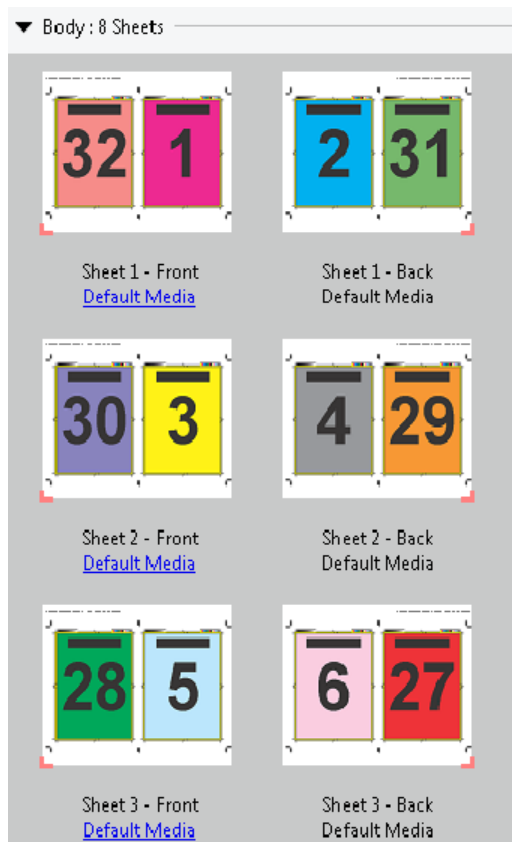 Body : 8 Sheets
32 1 2 31
Sheet 1 - Front Sheet 1 - Back
Default Media Default Media
30 3 4 29
Sheet 2 - Front Sheet 2 - Back
Default Media Default Media
28 5 6 27
Sheet 3 - Front Sheet 3 - Back
Default Media Default Media